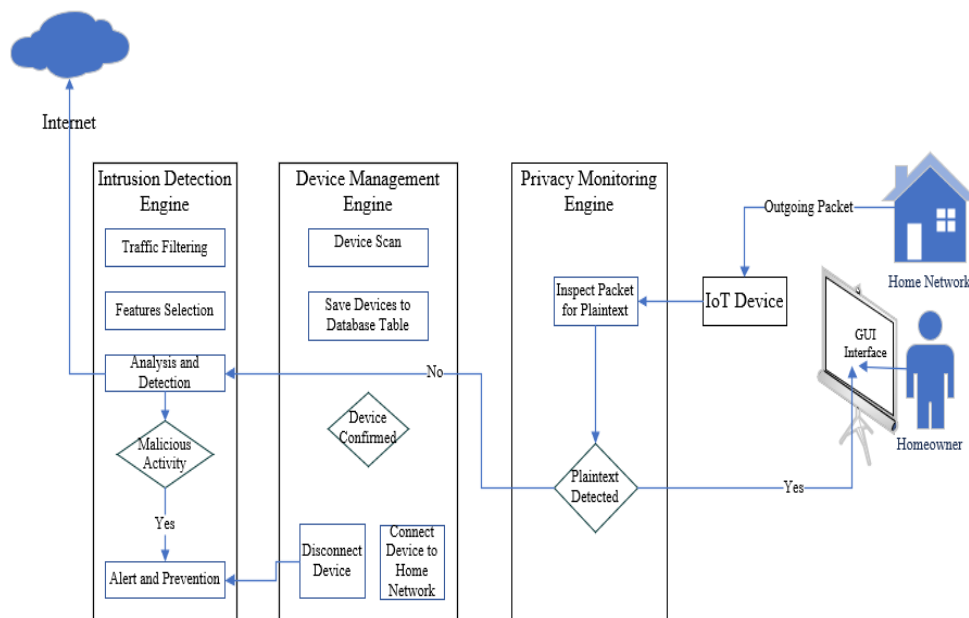 Internet
Intrusion Detection
Engine
Traffic Filtering
Features Selection
Analysis and
Detection
Malicious
Activity
Yes
Alert and Prevention
Device Management
Engine
Device Scan
Save Devices to
Database Table
No
Device
Confirmed
Disconnect
Device
Connect
Device to
Home
Network
Privacy Monitoring
Engine
Inspect Packet
for Plaintext
Plaintext
Detected
Yes
Outgoing Packet
IoT Device
Home Network
GUI
Interface
Homeowner